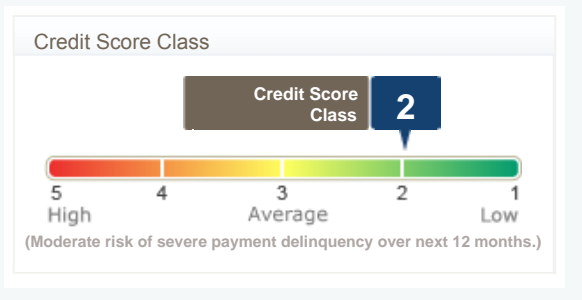 Credit Score Class
Credit Score
Class
2
5 4 3 2 1
High Average Low
(Moderate risk of severe payment delinquency over next 12 months.)